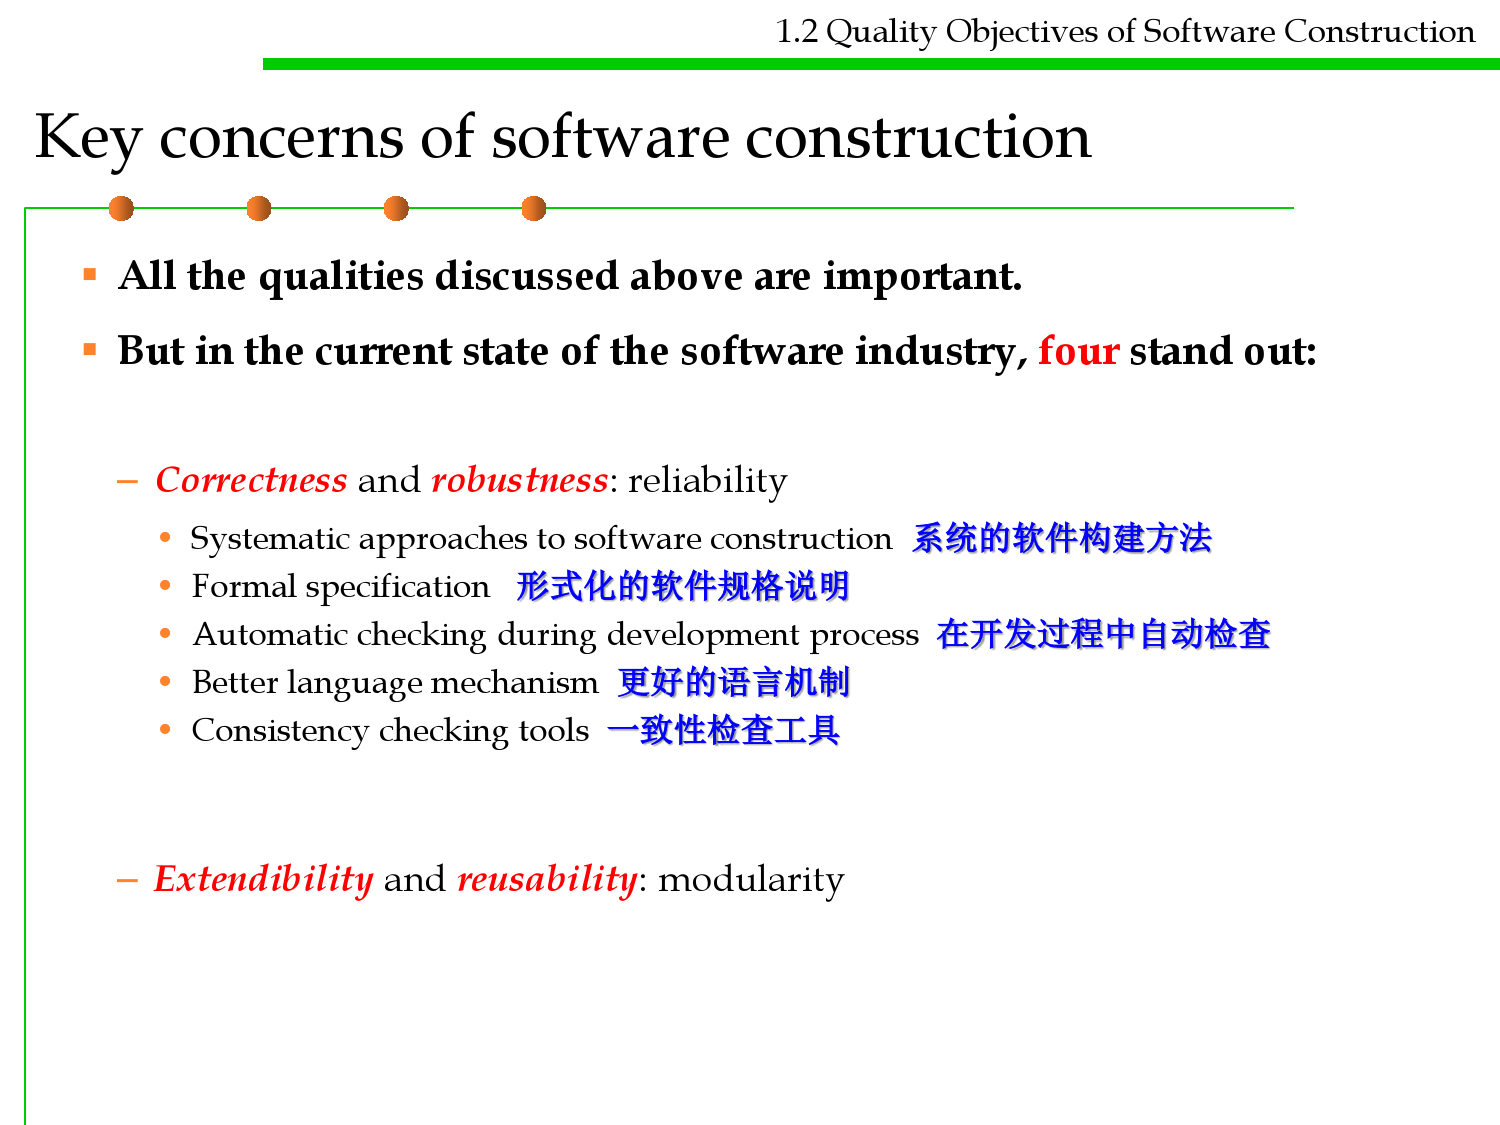 1.2 Quality Objectives of Software Construction
Key concerns of software construction
▪ All the qualities discussed above are important.
▪ But in the current state of the software industry, four stand out:
– Correctness and robustness: reliability
• Systematic approaches to software construction 系统的软件构建方法
• Formal specification 形式化的软件规格说明
• Automatic checking during development process 在开发过程中自动检查
• Better language mechanism 更好的语言机制
• Consistency checking tools 一致性检查工具
– Extendibility and reusability: modularity